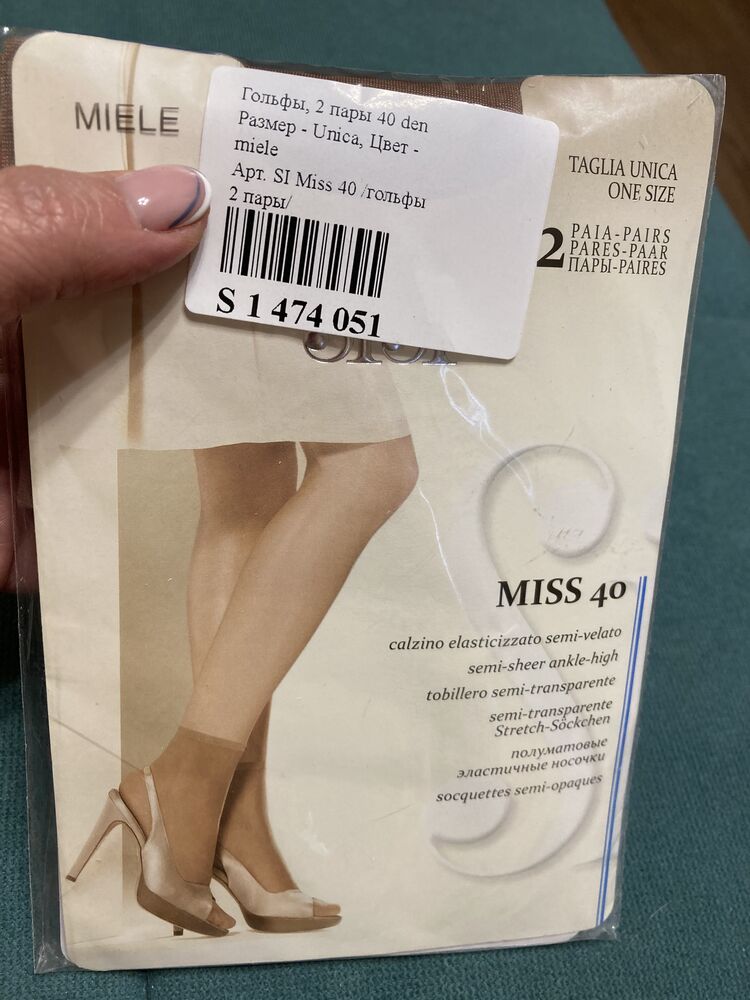 MIELE
Гольфы, 2 пары 40 den
Размер - Unica, Цвет -
miele
Арт. SI Miss 40 /гольфы
2 пары/
S 1 474 051
TAGLIA UNICA
ONE SIZE
2 PAIA-PAIRS
PARES-PAAR
ПАРЫ-PAIRES
MISS 40
calzino elasticizzato semi-velato
semi-sheer ankle-high
tobillero semi-transparente
semi-transparente
Stretch-Söckchen
полуматовые
эластичные носочки
socquettes semi-opaques